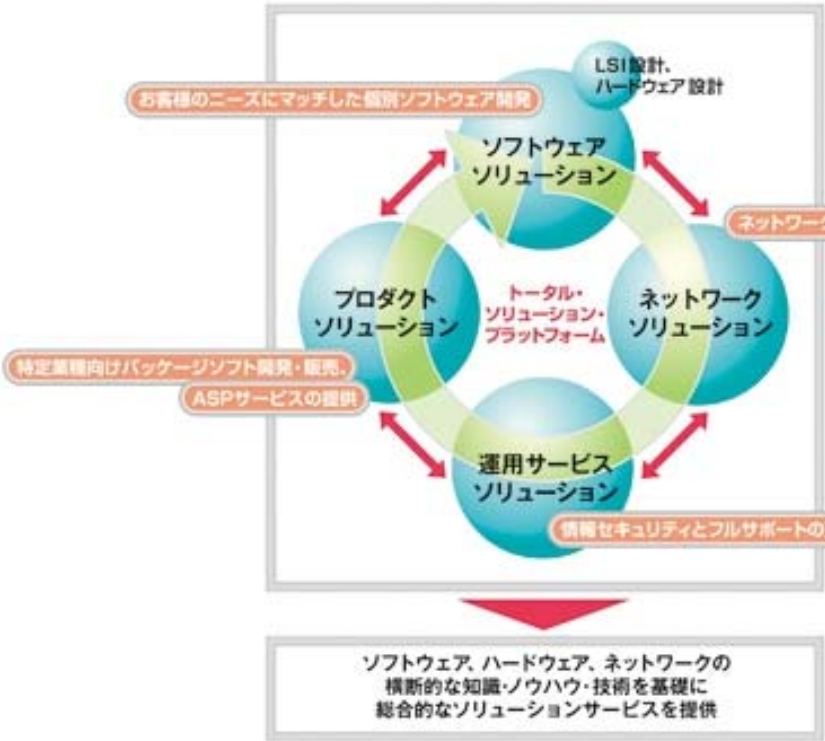 LSI設計、
ハードウェア設計
お客様のニーズにマッチした個別ソフトウェア開発
ソフトウェア
ソリューション
ネットワーク
プロダクト
ソリューション
トータル・
ソリューション・
プラットフォーム
ネットワーク
ソリューション
特定業種向けパッケージソフト開発・販売、
ASPサービスの提供
運用サービス
ソリューション
情報セキュリティとフルサポートの
ソフトウェア、ハードウェア、ネットワークの
横断的な知識・ノウハウ・技術を基礎に
総合的なソリューションサービスを提供